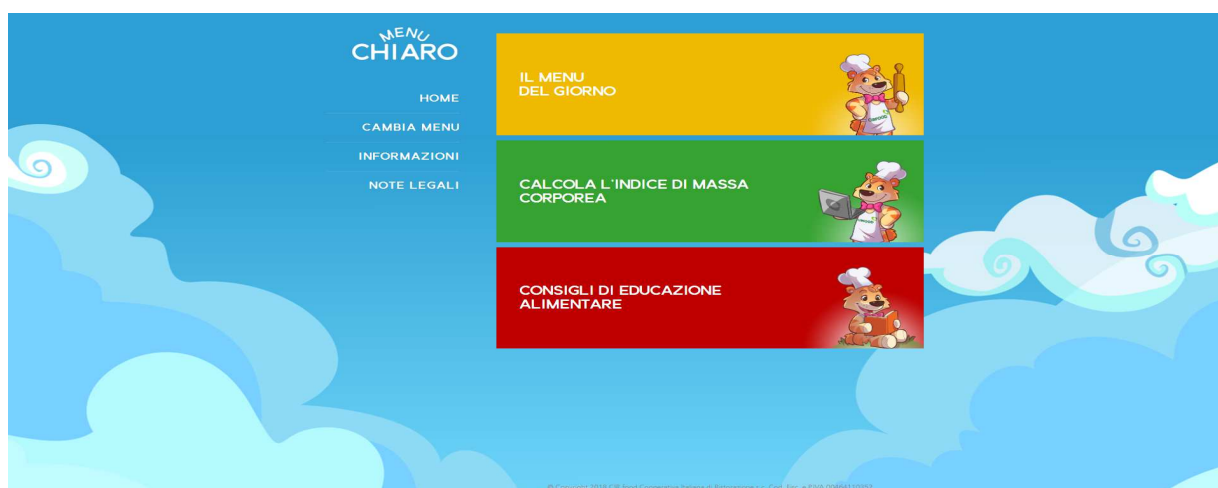 MENU
CHIARO
HOME
CAMBIA MENU
INFORMAZIONI
NOTE LEGALI
IL MENU
DEL GIORNO
CALCOLA L'INDICE DI MASSA
CORPOREA
CONSIGLI DI EDUCAZIONE
ALIMENTARE